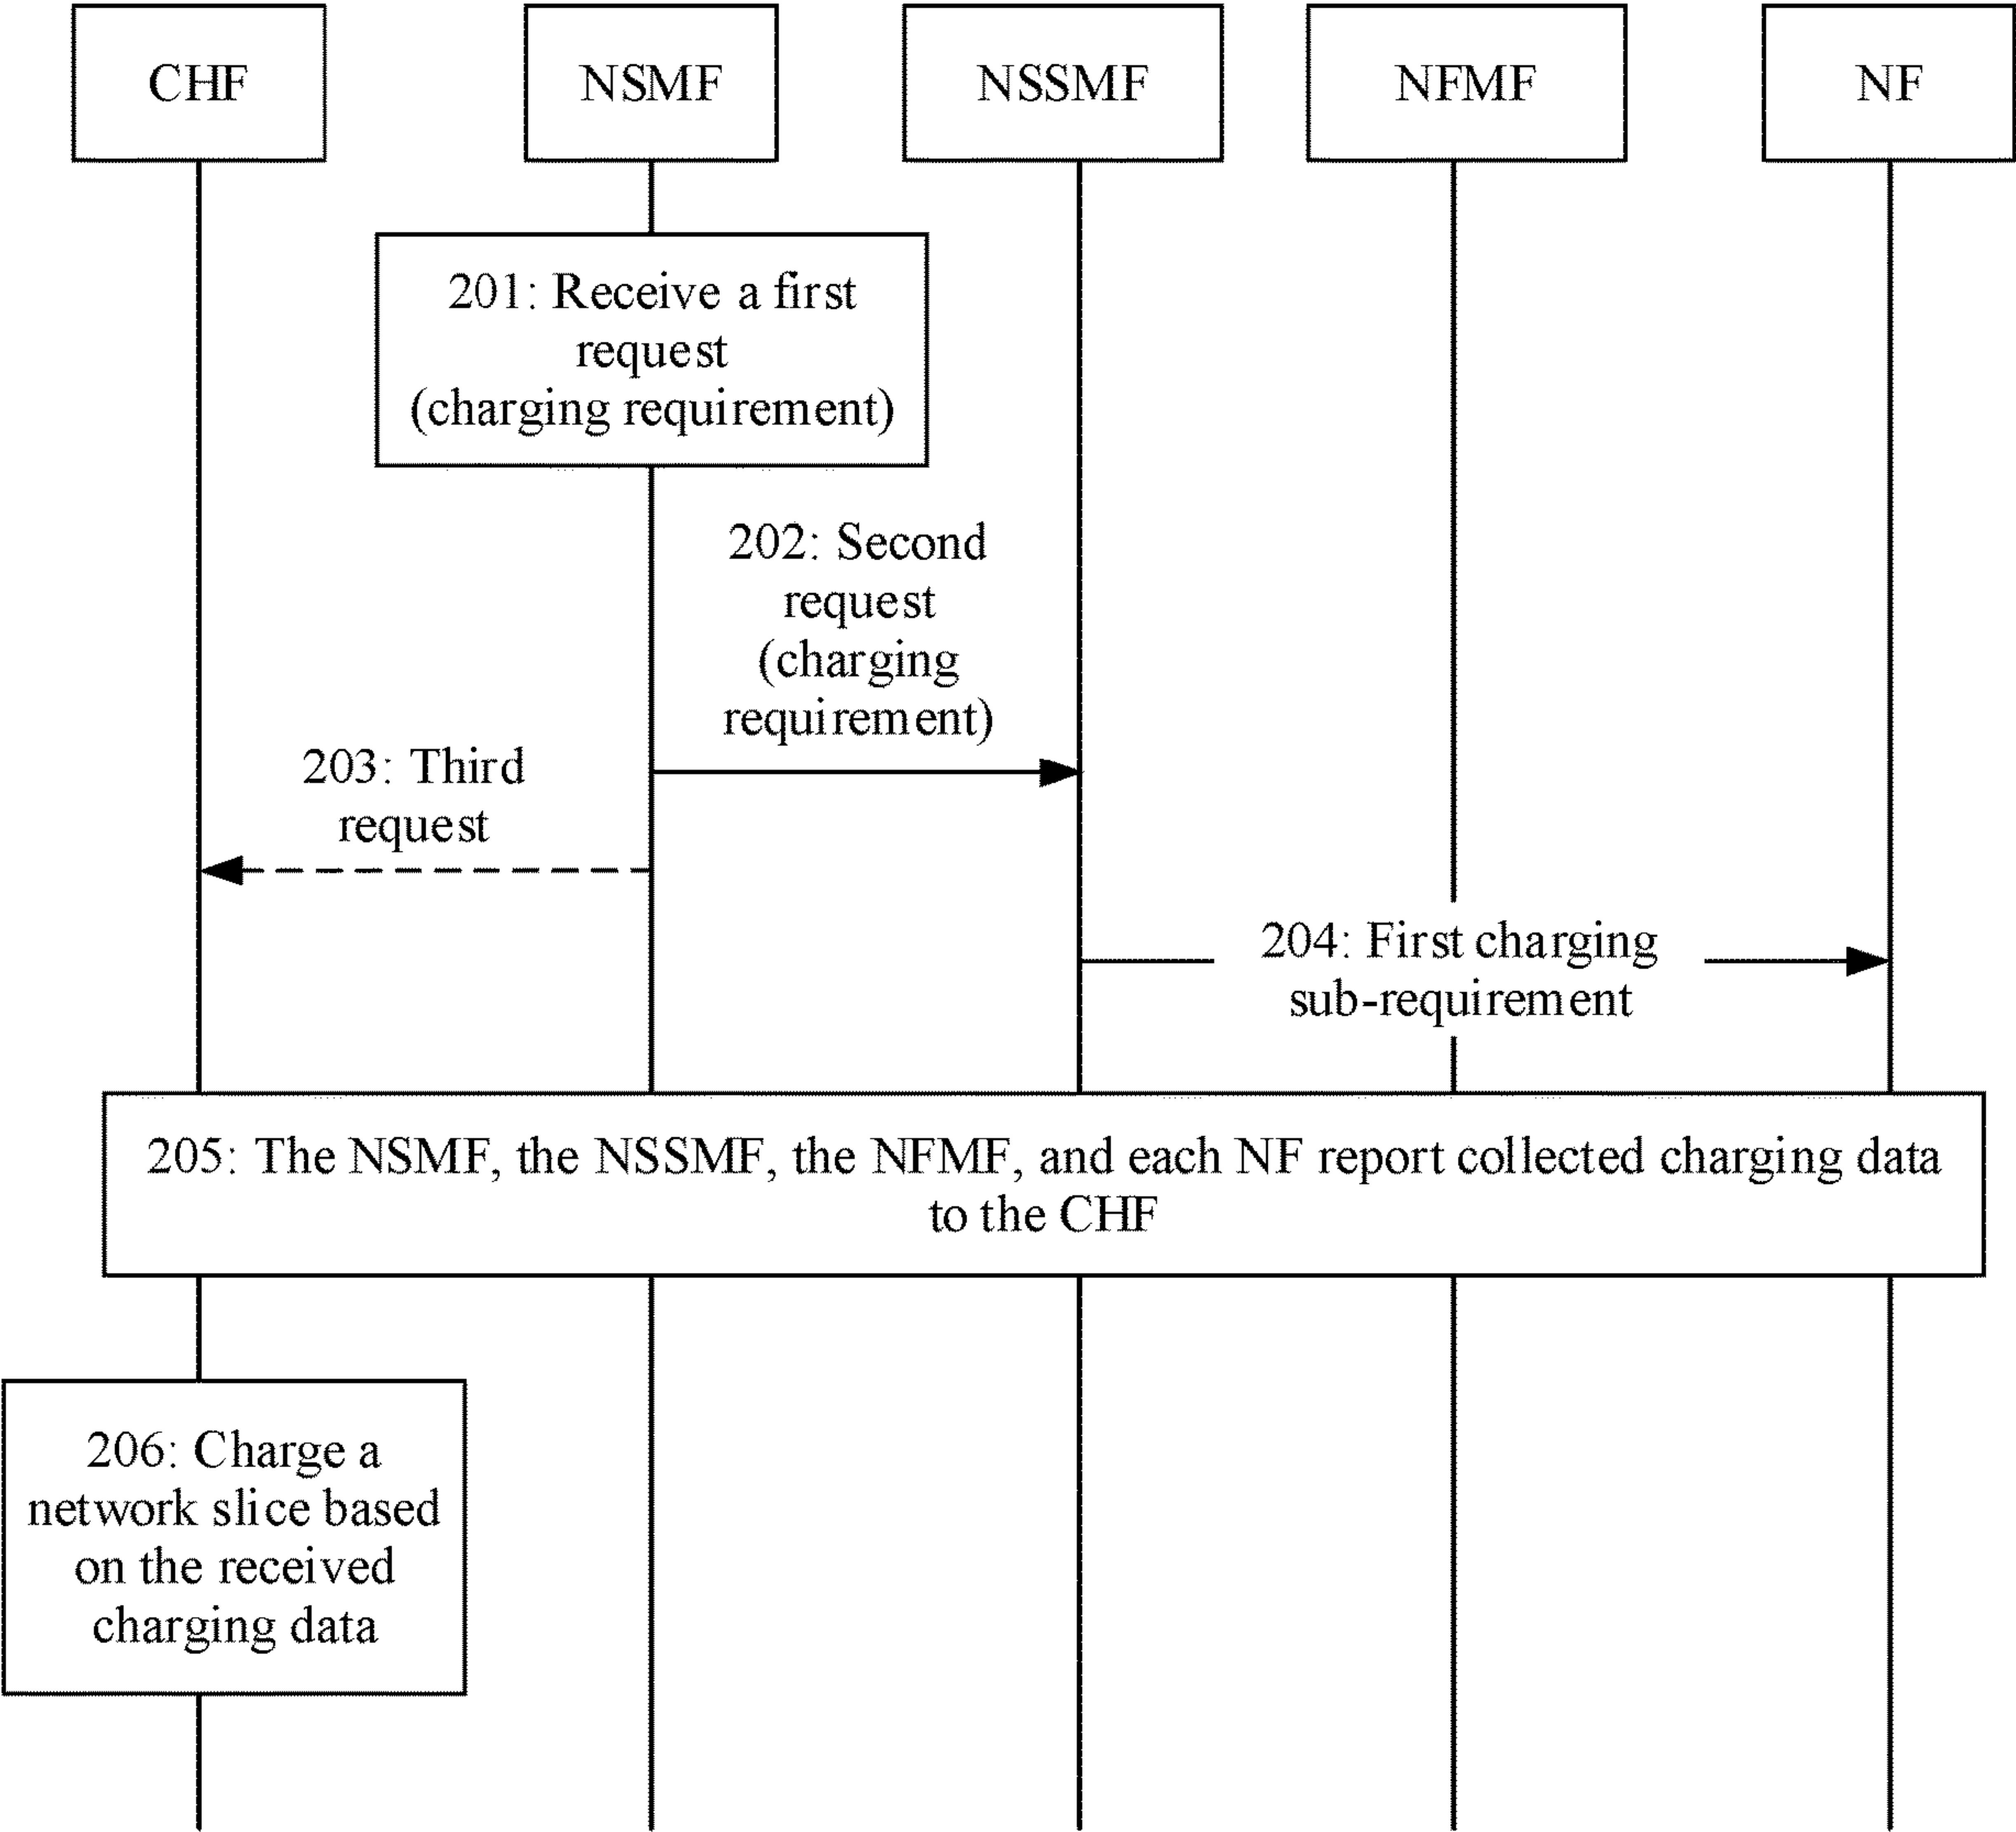 CHF
NSMF
NSSMF
NFMF
NF
201: Receive a first
request
(charging requirement)
202: Second
request
(charging
requirement)
203: Third
request
204: First charging
sub-requirement
205: The NSMF, the NSSMF, the NFMF, and each NF report collected charging data
to the CHF
206: Charge a
network slice based
on the received
charging data